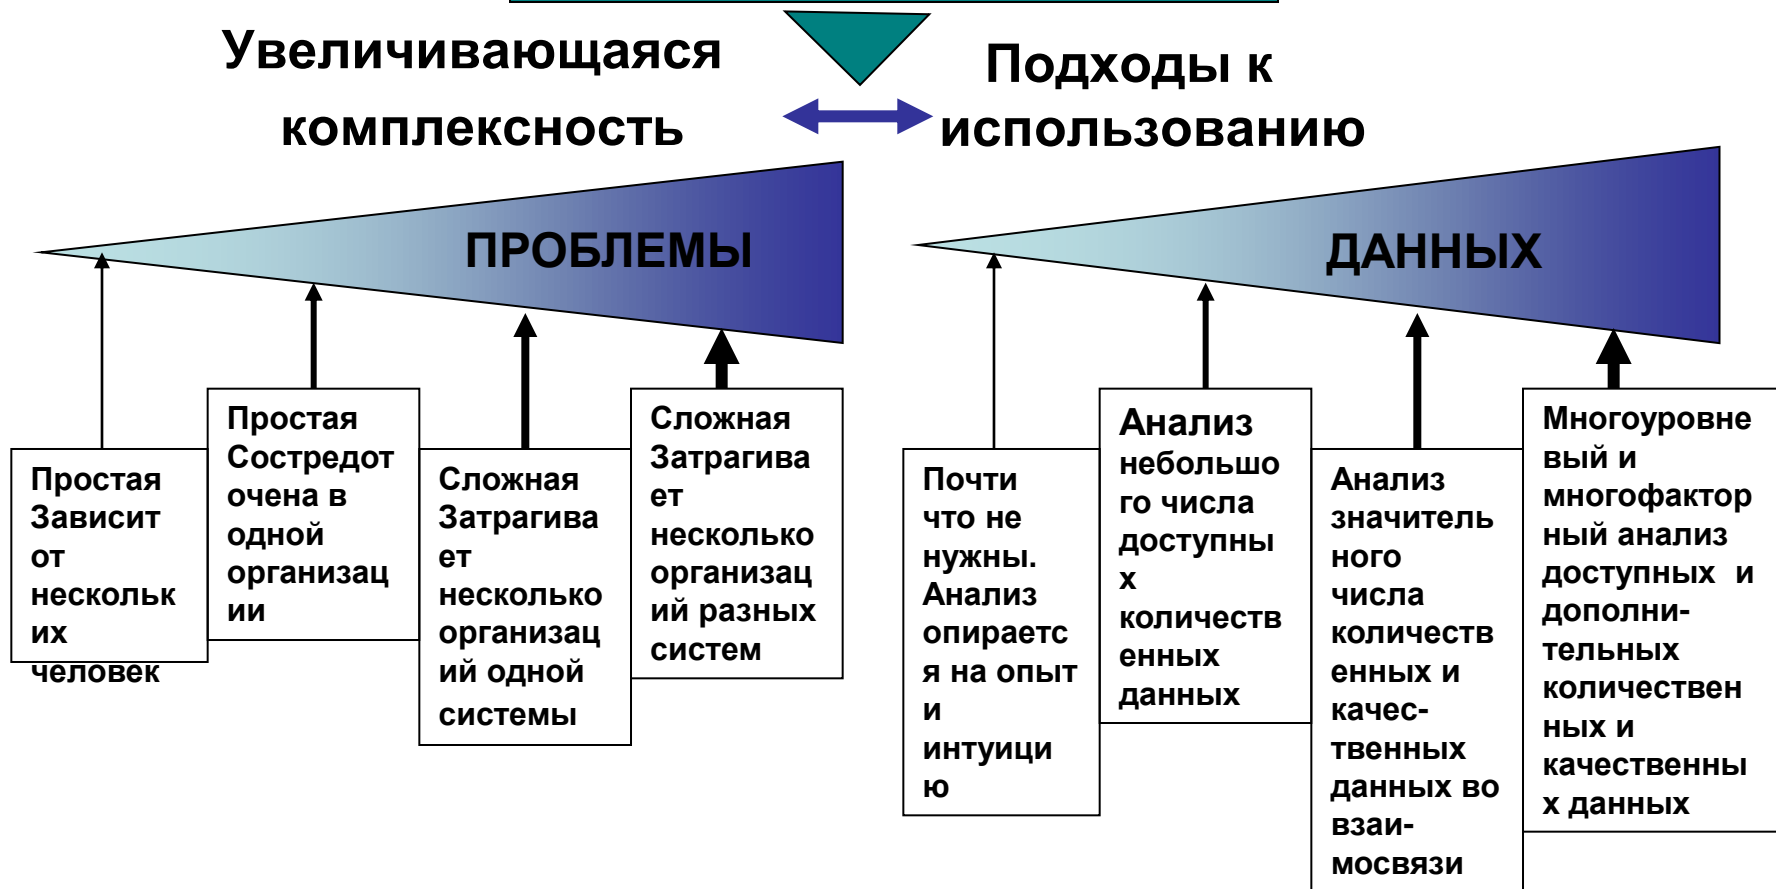 Увеличивающаяся
комплексность
Подходы к
использованию
ПРОБЛЕМЫ
ДАННЫХ
Простая
Зависит
от
нескольк
их
человек
Простая
Состредот
очена в
одной
организац
ии
Сложная
Затрагива
ет
несколько
организац
ий одной
системы
Сложная
Затрагива
ет
несколько
организац
ий разных
систем
Почти
что не
нужны.
Анализ
опираетс
я на опыт
и
интуици
ю
Анализ
небольшо
го числа
доступны
х
количеств
енных
данных
Анализ
значитель
ного
числа
количеств
енных и
качес-
твенных
данных во
взаи-
мосвязи
Многоуровне
вый и
многофактор
ный анализ
доступных и
дополни-
тельных
количествен
ных и
качественны
х данных